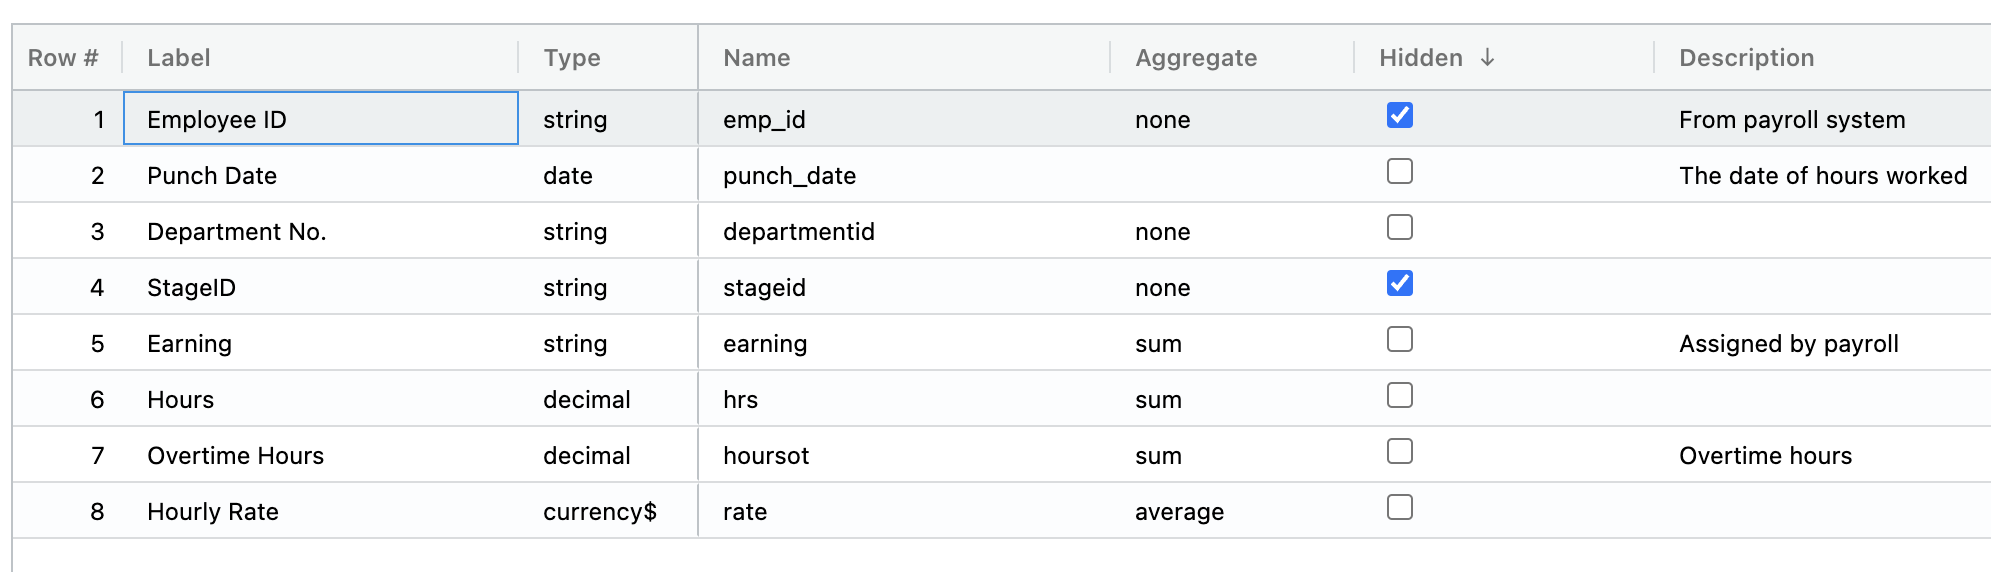 Row # Label Type Name Aggregate Hidden ↓ Description
1 Employee ID string emp_id none From payroll system
2 Punch Date date punch_date The date of hours worked
3 Department No. string departmentid none
4 StageID string stageid none
5 Earning string earning sum Assigned by payroll
6 Hours decimal hrs sum
7 Overtime Hours decimal hoursot sum Overtime hours
8 Hourly Rate currency$ rate average